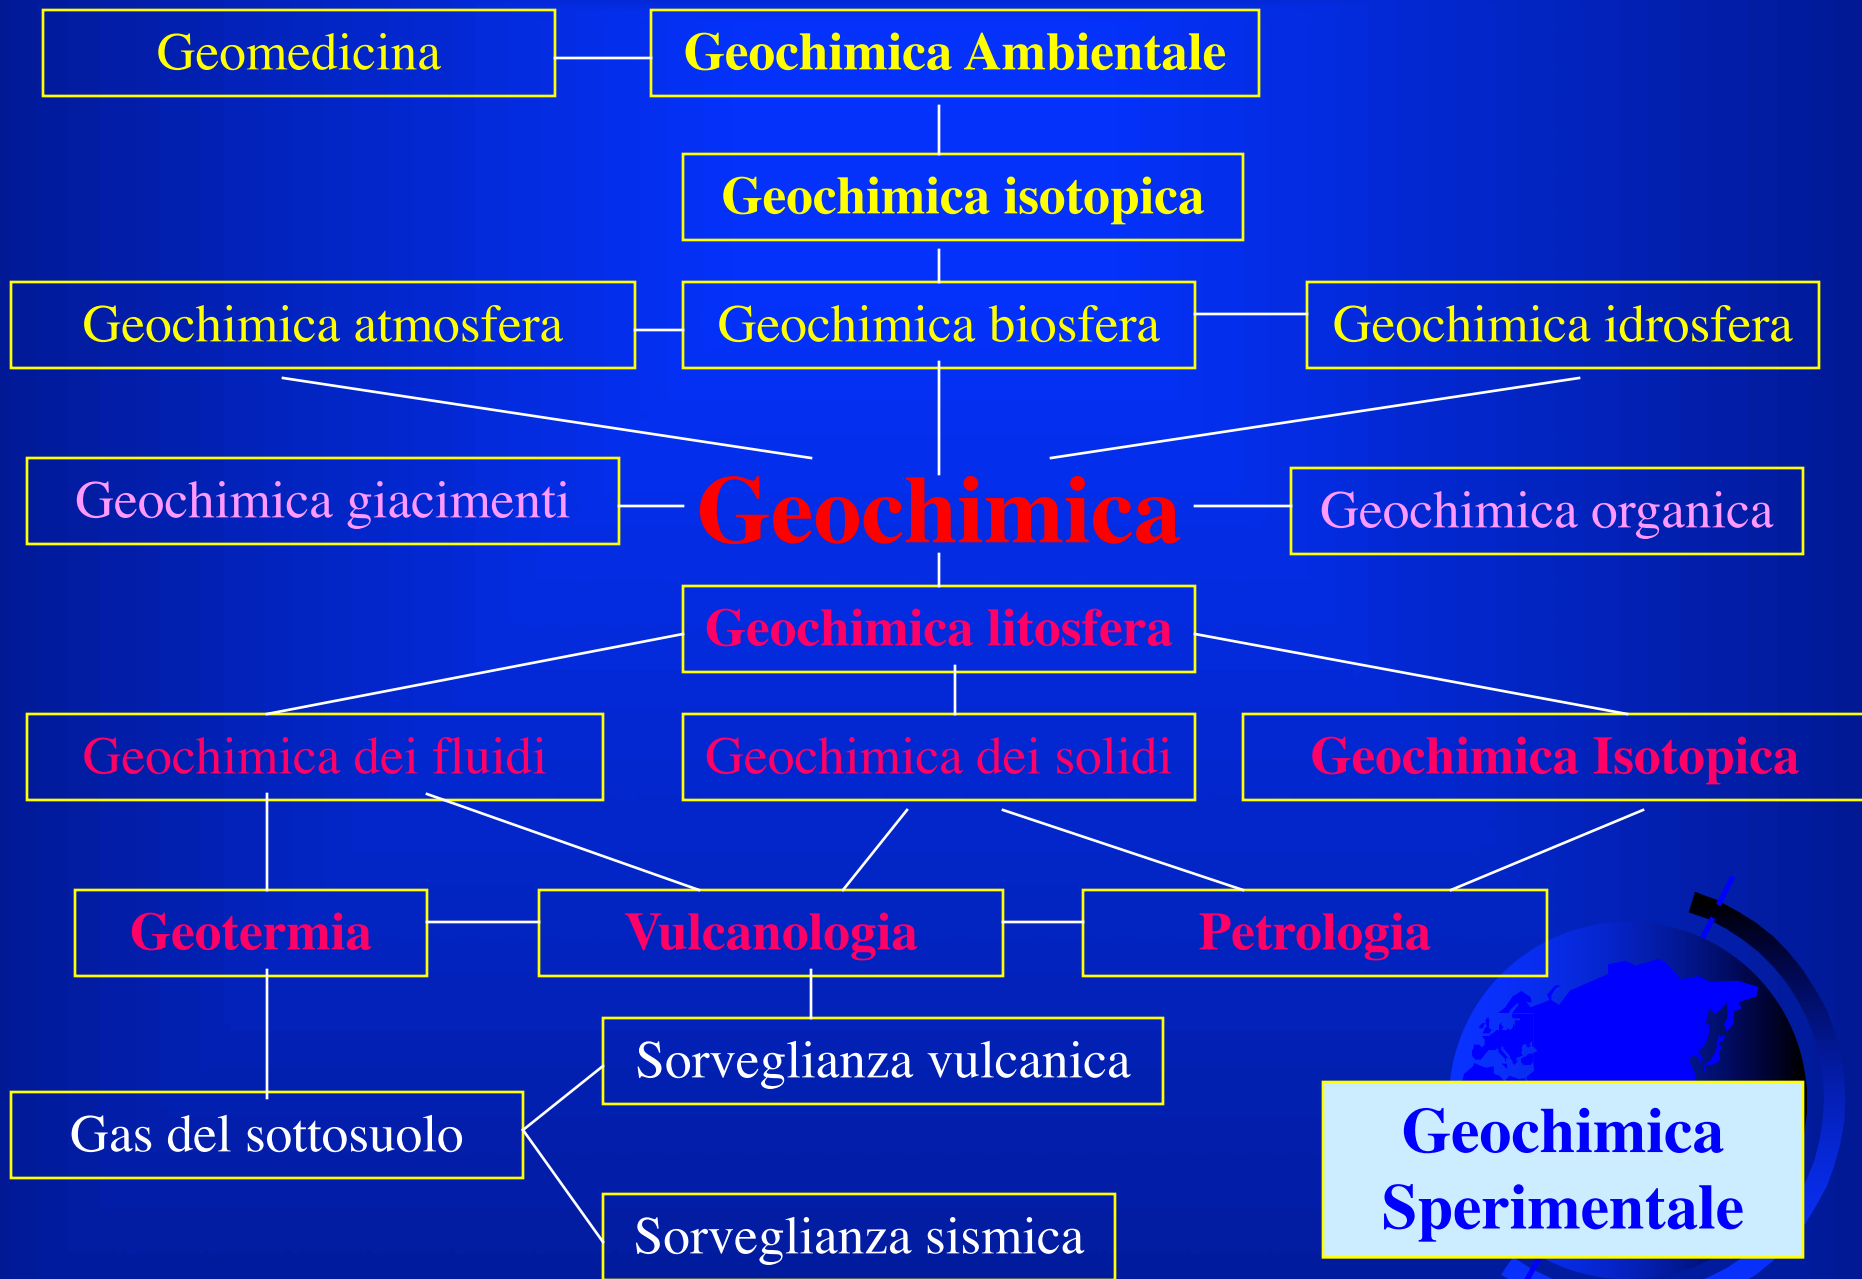 Geomedicina
Geochimica Ambientale
Geochimica isotopica
Geochimica atmosfera
Geochimica biosfera
Geochimica idrosfera
Geochimica giacimenti
Geochimica
Geochimica organica
Geochimica litosfera
Geochimica dei fluidi
Geochimica dei solidi
Geochimica Isotopica
Geotermia
Vulcanologia
Petrologia
Sorveglianza vulcanica
Gas del sottosuolo
Sorveglianza sismica
Geochimica
Sperimentale